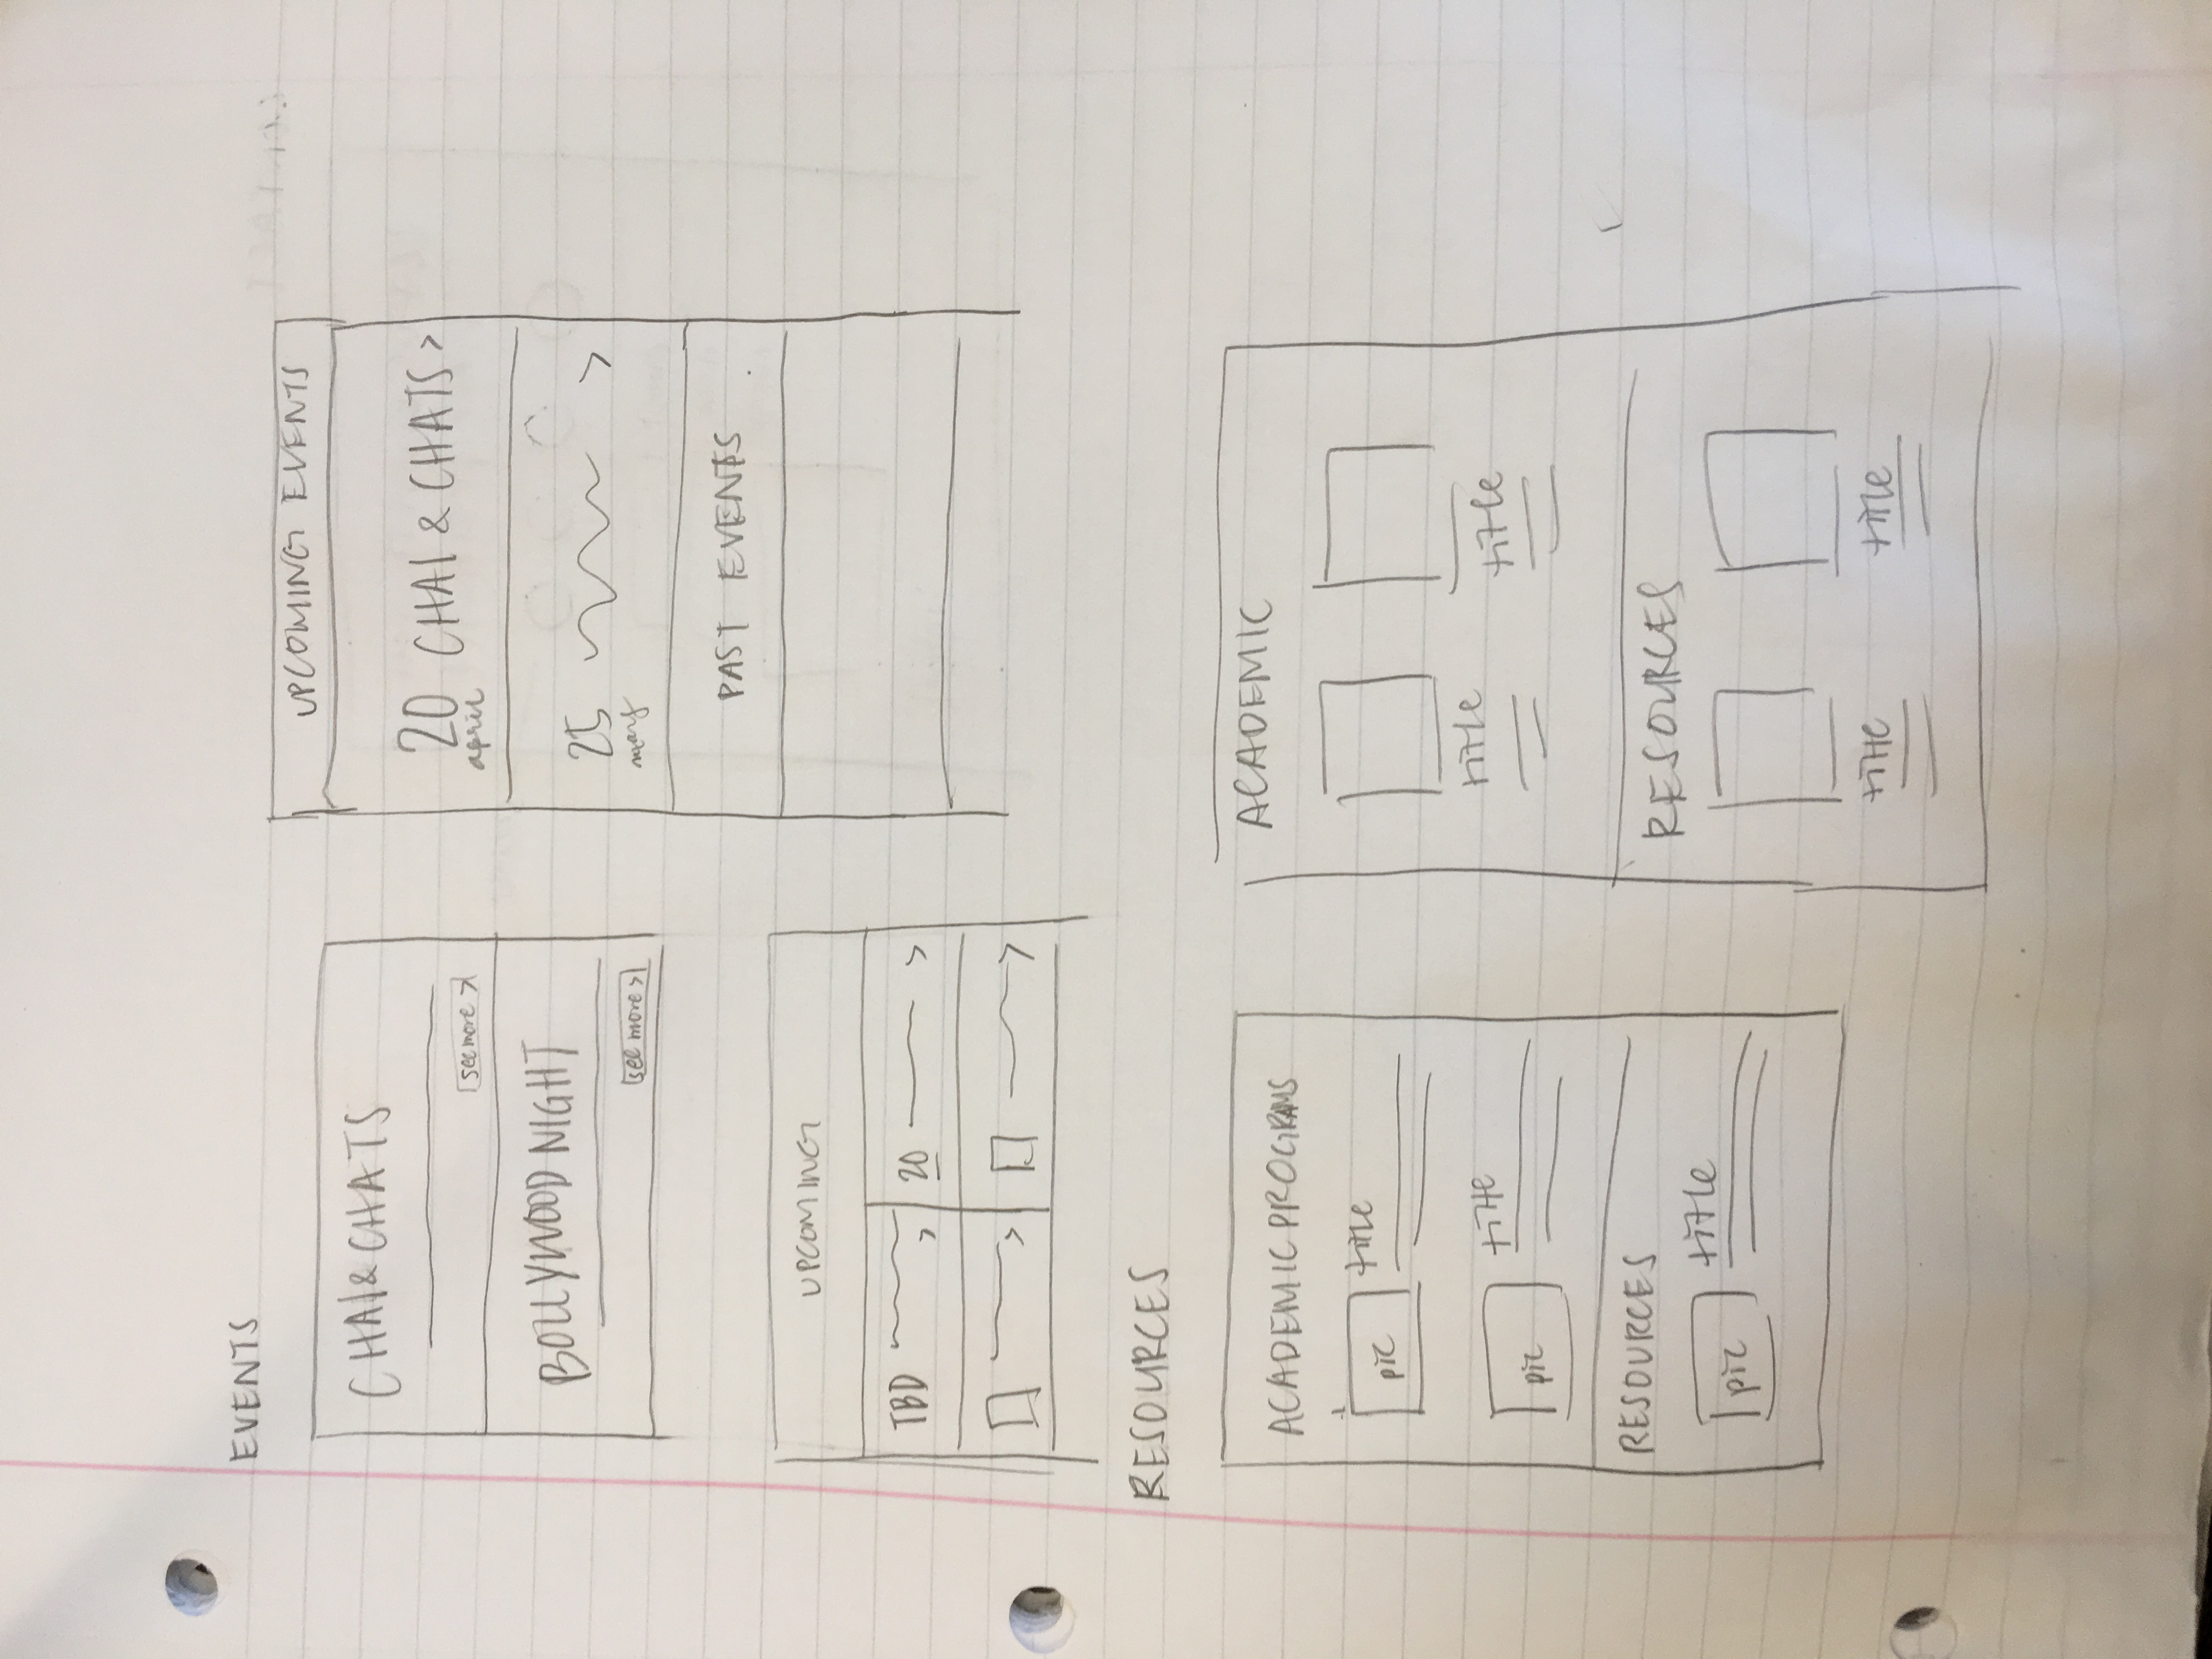 EVENTS
CHAI & CHATS
see more >
BOLLYWOOD NIGHT
see more >
UPCOMING EVENTS
20 CHAI & CHATS >
april
25 >
may
PAST EVENTS
UPCOMING
TBD >
20 >
>
>
RESOURCES
ACADEMIC PROGRAMS
pic title
pic title
RESOURCES
pic title
ACADEMIC
title title
RESOURCES
title title